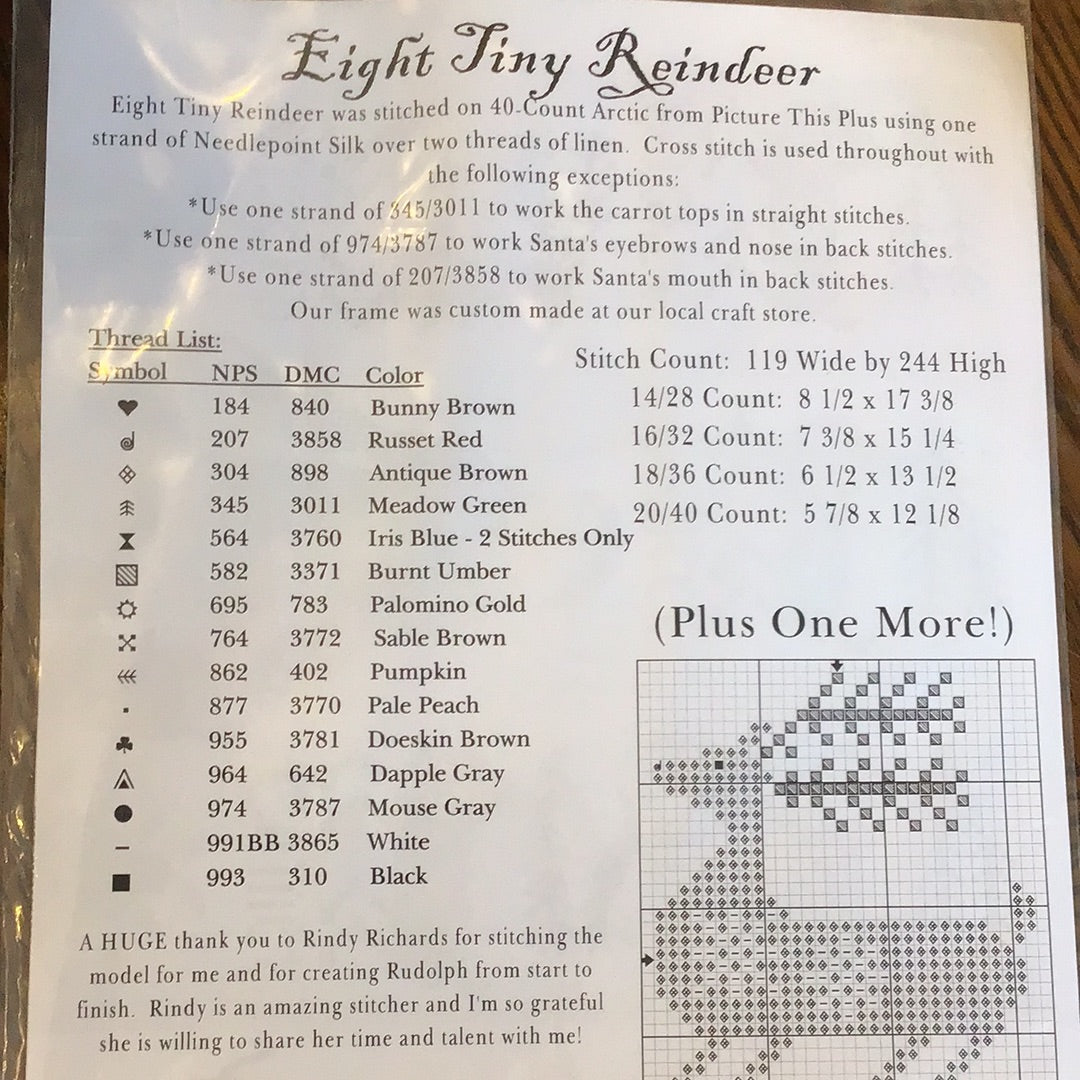 Eight Tiny Reindeer
Eight Tiny Reindeer was stitched on 40-Count Arctic from Picture This Plus using one
strand of Needlepoint Silk over two threads of linen. Cross stitch is used throughout with
the following exceptions:
*Use one strand of 345/3011 to work the carrot tops in straight stitches.
*Use one strand of 974/3787 to work Santa's eyebrows and nose in back stitches.
*Use one strand of 207/3858 to work Santa's mouth in back stitches.
Our frame was custom made at our local craft store.
Thread List:
Symbol NPS DMC Color
184 840 Bunny Brown
207 3858 Russet Red
304 898 Antique Brown
345 3011 Meadow Green
564 3760 Iris Blue - 2 Stitches Only
582 3371 Burnt Umber
695 783 Palomino Gold
764 3772 Sable Brown
862 402 Pumpkin
877 3770 Pale Peach
955 3781 Doeskin Brown
964 642 Dapple Gray
974 3787 Mouse Gray
991BB 3865 White
993 310 Black
Stitch Count: 119 Wide by 244 High
14/28 Count: 8 1/2 x 17 3/8
16/32 Count: 7 3/8 x 15 1/4
18/36 Count: 6 1/2 x 13 1/2
20/40 Count: 5 7/8 x 12 1/8
(Plus One More!)
A HUGE thank you to Rindy Richards for stitching the
model for me and for creating Rudolph from start to
finish. Rindy is an amazing stitcher and I'm so grateful
she is willing to share her time and talent with me!